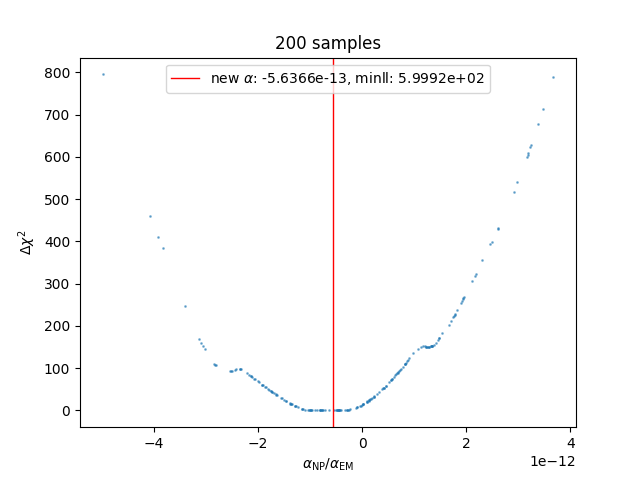 200 samples
new α: -5.6366e-13, minll: 5.9992e+02
800
700
600
500
400
300
200
100
0
Δχ²
−4 −2 0 2 4
1e−12
α_NP/α_EM